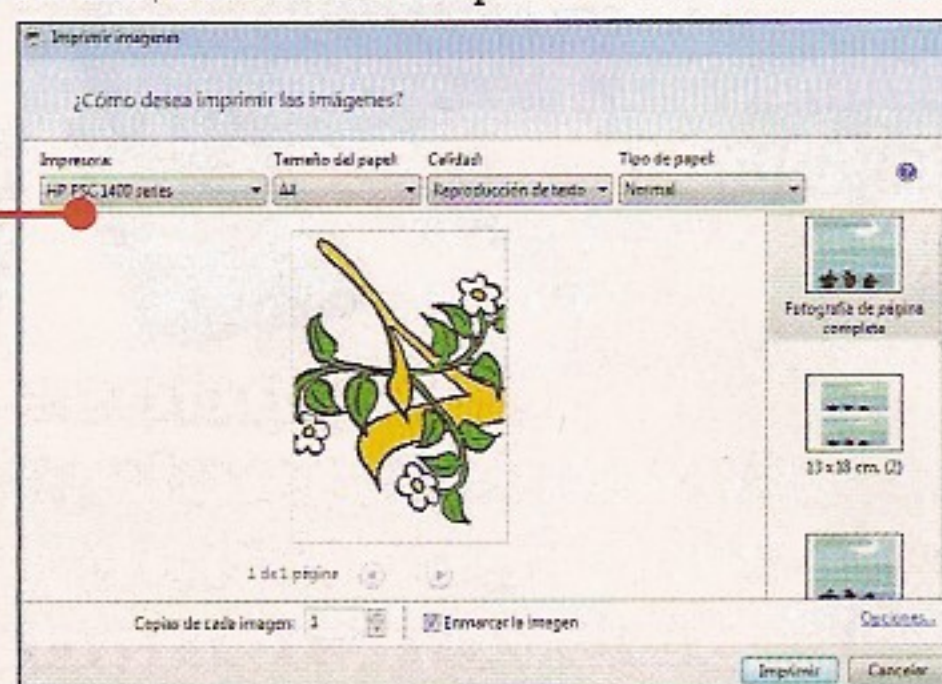 Imprimir imagenes
¿Cómo desea imprimir las imágenes?
Impresora: Tamaño del papel: Calidad: Tipo de papel:
HP PSC 1400 series A4 Reproducción de texto Normal
Fotografía de página
completa
13 x 18 cm. (2)
1 de 1 página
Copias de cada imagen: 1 Enmarcar la imagen Opciones...
Imprimir Cancelar